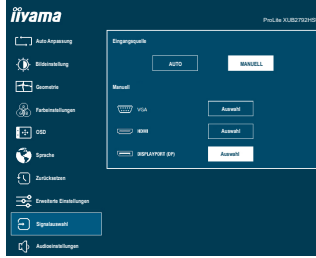 iiyama
ProLite XUB2792HS
Auto Anpassung
Eingangequelle
AUTO
MANUELL
Bildeinstellung
Geometrie
Manuell
Farbeinstellungen
VGA
Auswahl
OSD
HDMI
Auswahl
Sprache
DISPLAYPORT (DP)
Auswahl
Zurücksetzen
Erweiterte Einstellungen
Signalauswahl
Audioeinstellungen